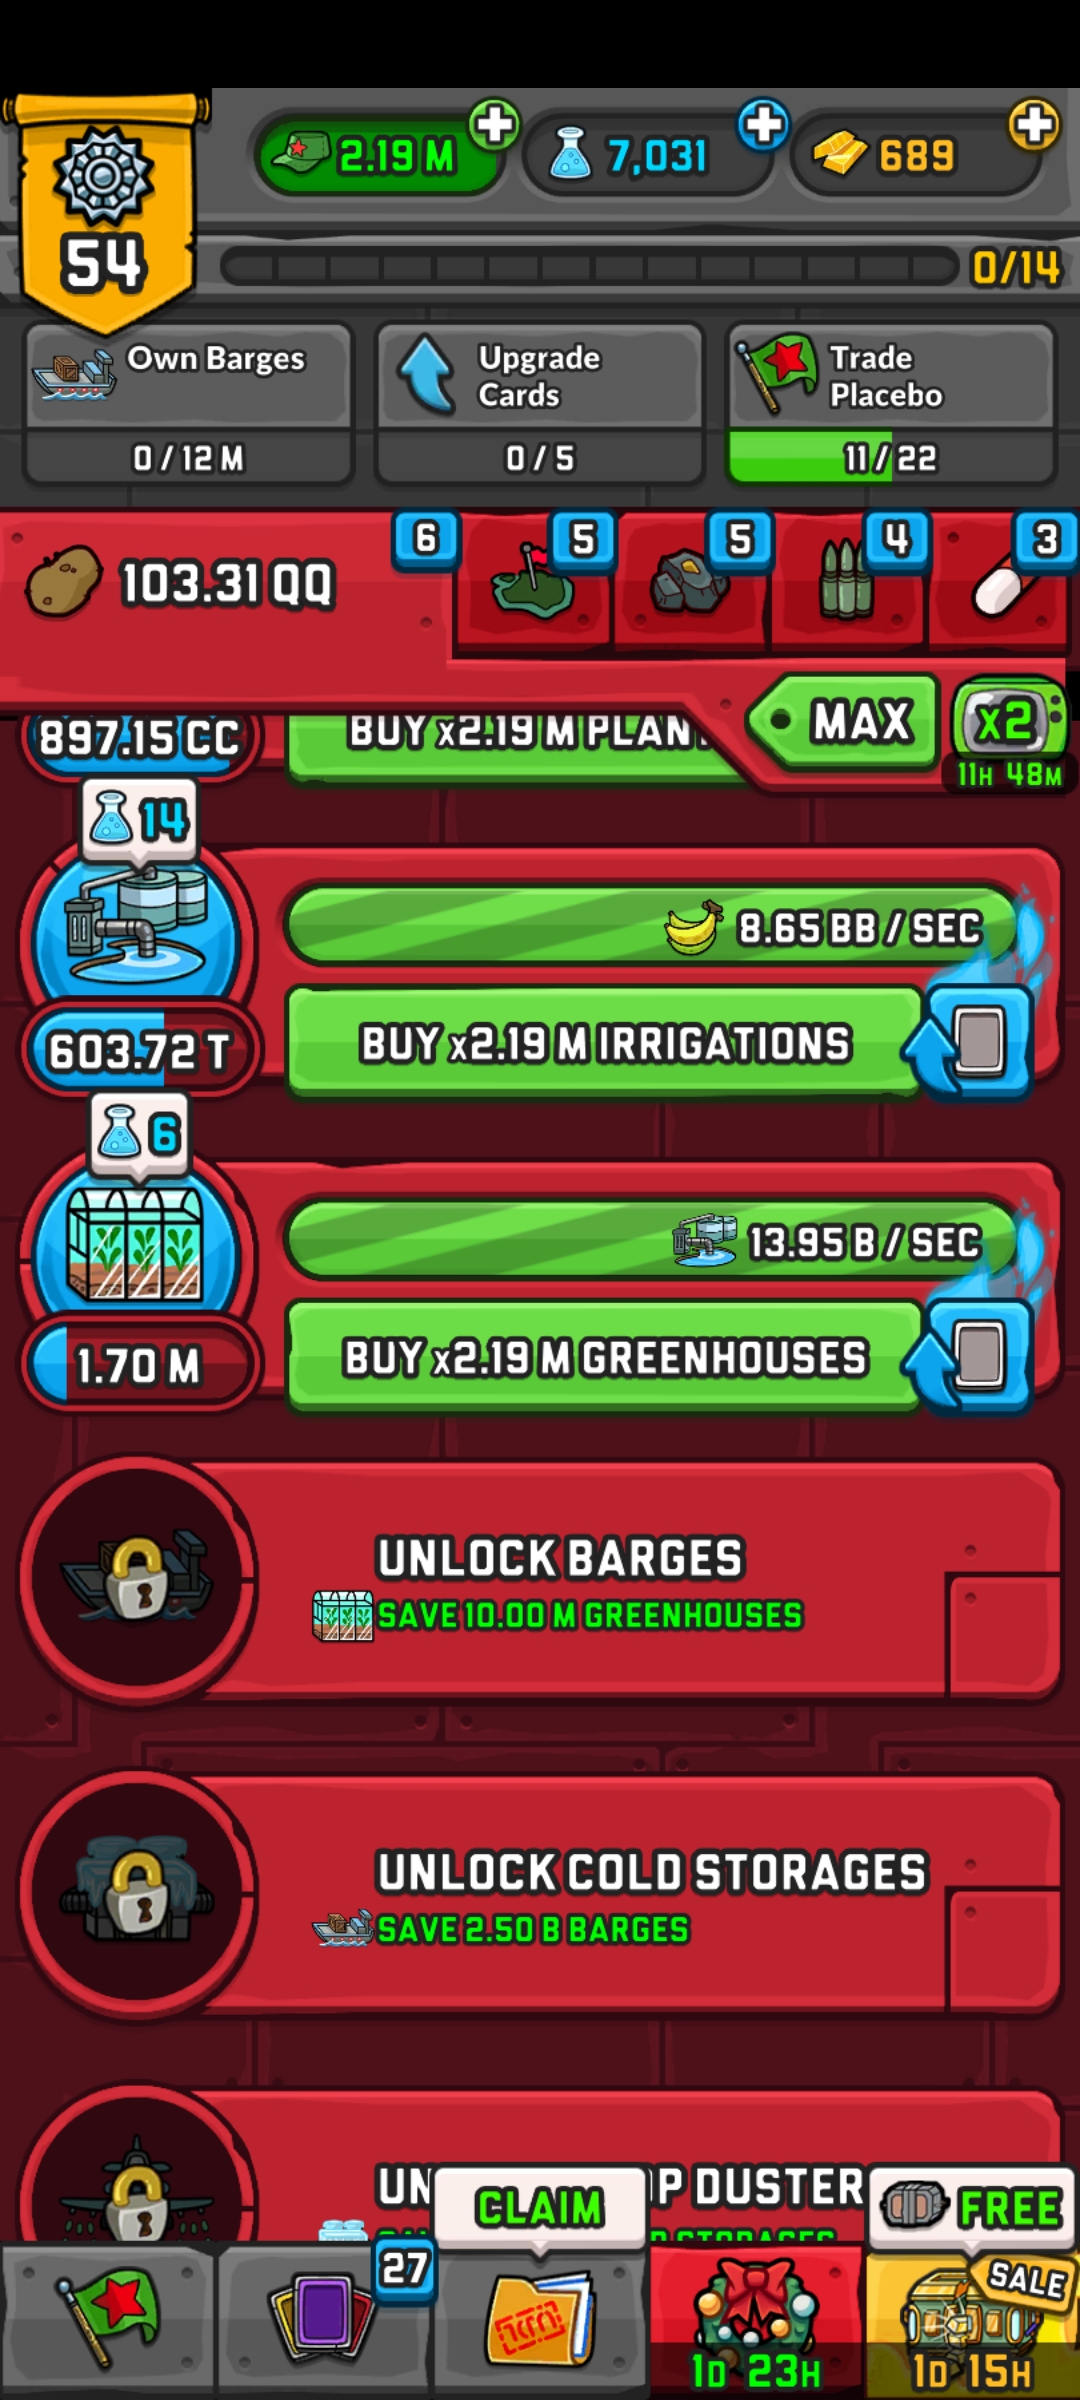 2.19 M
7,031
689
54
0/14
Own Barges
0 / 12 M
Upgrade
Cards
0 / 5
Trade
Placebo
11 / 22
103.31 QQ
6
5
5
4
3
MAX
x2
11H 48M
897.15 CC
BUY x2.19 M
14
8.65 BB / SEC
603.72 T
BUY x2.19 M IRRIGATIONS
6
13.95 B / SEC
1.70 M
BUY x2.19 M GREENHOUSES
UNLOCK BARGES
SAVE 10.00 M GREENHOUSES
UNLOCK COLD STORAGES
SAVE 2.50 B BARGES
DUSTER
CLAIM
FREE
27
SALE
1D 23H
1D 15H